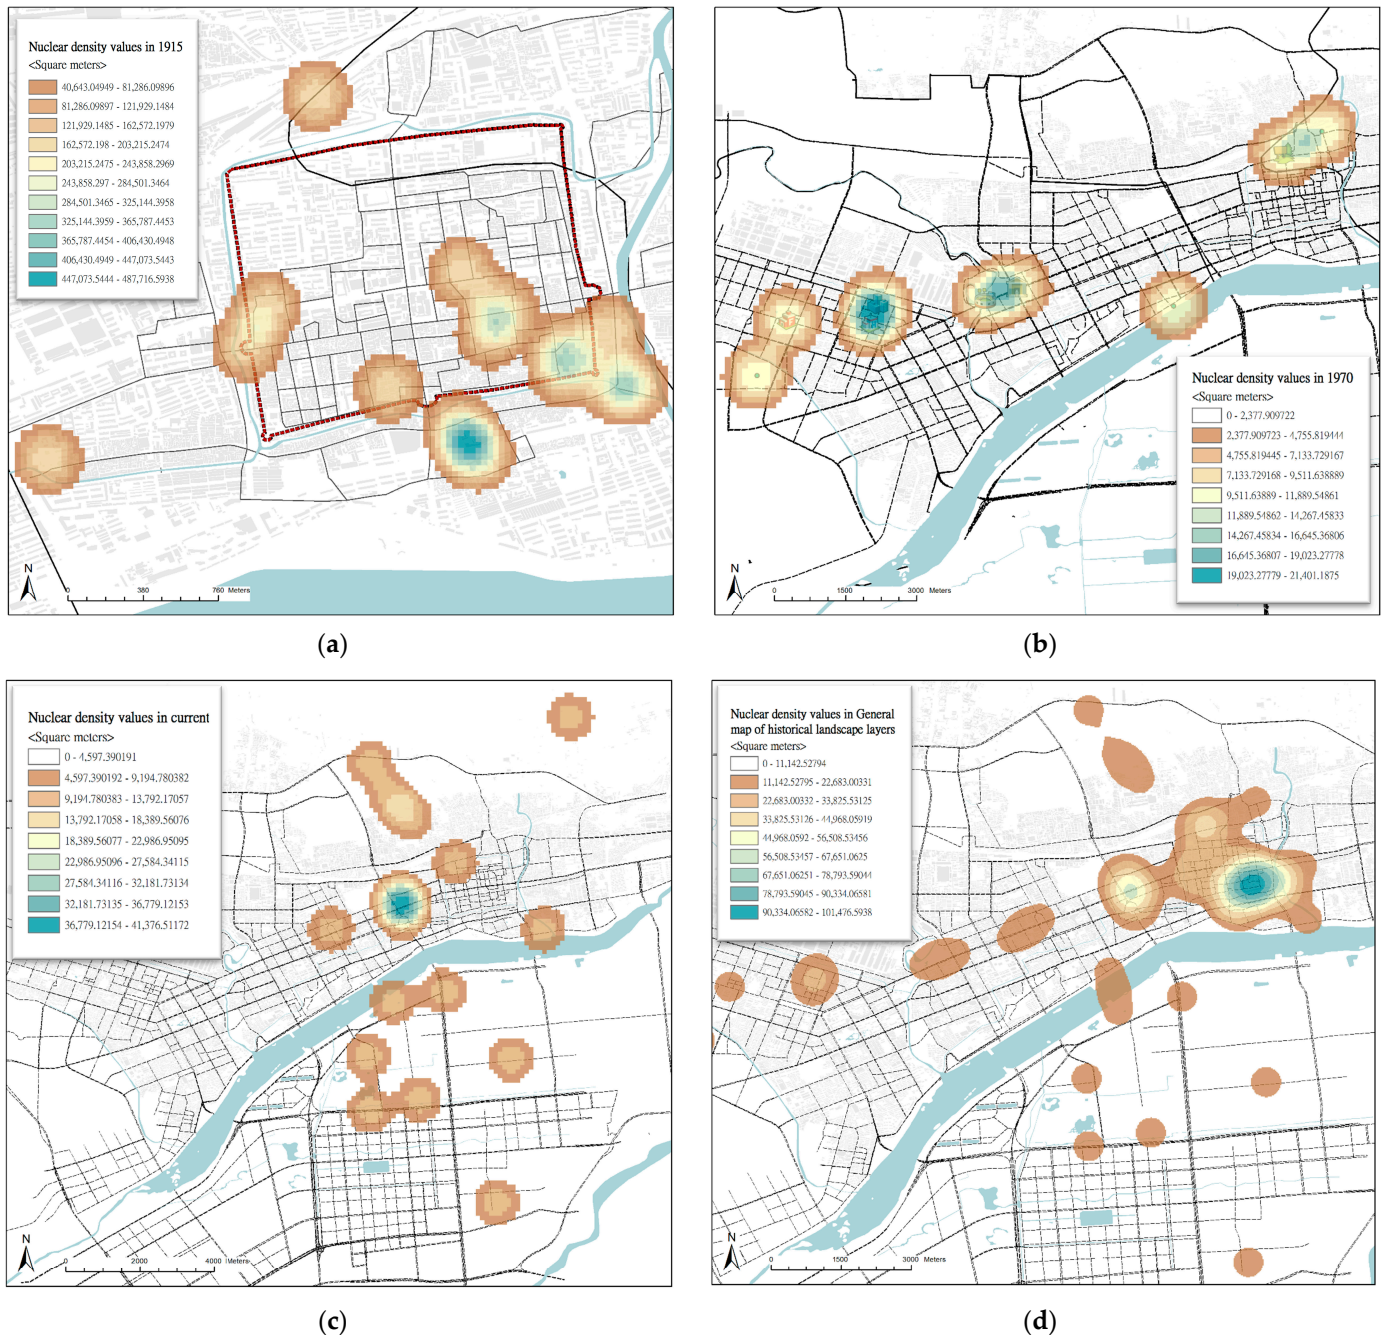 Nuclear density values in 1915
<Square meters>
40,643.04949 - 81,286.09896
81,286.09897 - 121,929.1484
121,929.1485 - 162,572.1979
162,572.198 - 203,215.2474
203,215.2475 - 243,858.2969
243,858.297 - 284,501.3464
284,501.3465 - 325,144.3958
325,144.3959 - 365,787.4453
365,787.4454 - 406,430.4948
406,430.4949 - 447,073.5443
447,073.5444 - 487,716.5938
N
0 380 760 Meters
(a)
Nuclear density values in 1970
<Square meters>
0 - 2,377.909722
2,377.909723 - 4,755.819444
4,755.819445 - 7,133.729167
7,133.729168 - 9,511.638889
9,511.63889 - 11,889.54861
11,889.54862 - 14,267.45833
14,267.45834 - 16,645.36806
16,645.36807 - 19,023.27778
19,023.27779 - 21,401.1875
N
0 1500 3000 Meters
(b)
Nuclear density values in current
<Square meters>
0 - 4,597.390191
4,597.390192 - 9,194.780382
9,194.780383 - 13,792.17057
13,792.17058 - 18,389.56076
18,389.56077 - 22,986.95095
22,986.95096 - 27,584.34115
27,584.34116 - 32,181.73134
32,181.73135 - 36,779.12153
36,779.12154 - 41,376.51172
N
0 2000 4000 Meters
(c)
Nuclear density values in General
map of historical landscape layers
<Square meters>
0 - 11,142.52794
11,142.52795 - 22,683.00331
22,683.00332 - 33,825.53125
33,825.53126 - 44,968.05919
44,968.0592 - 56,508.53456
56,508.53457 - 67,651.0625
67,651.06251 - 78,793.59044
78,793.59045 - 90,334.06581
90,334.06582 - 101,476.5938
N
0 1500 3000 Meters
(d)